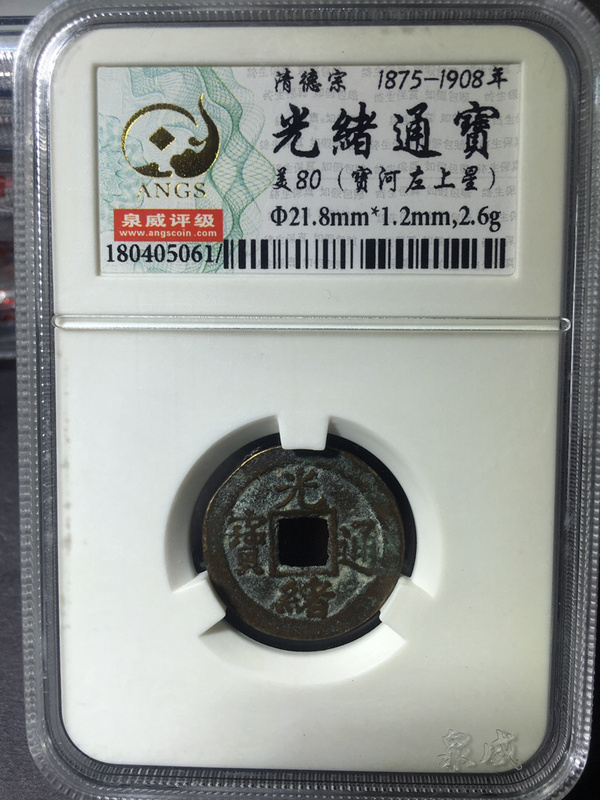 清德宗 1875-1908年
光緒通寶
美80（寶河左上星）
Φ21.8mm*1.2mm,2.6g
ANGS
泉威评级
www.angscoin.com
180405061/
光
寶 通
緒
泉威